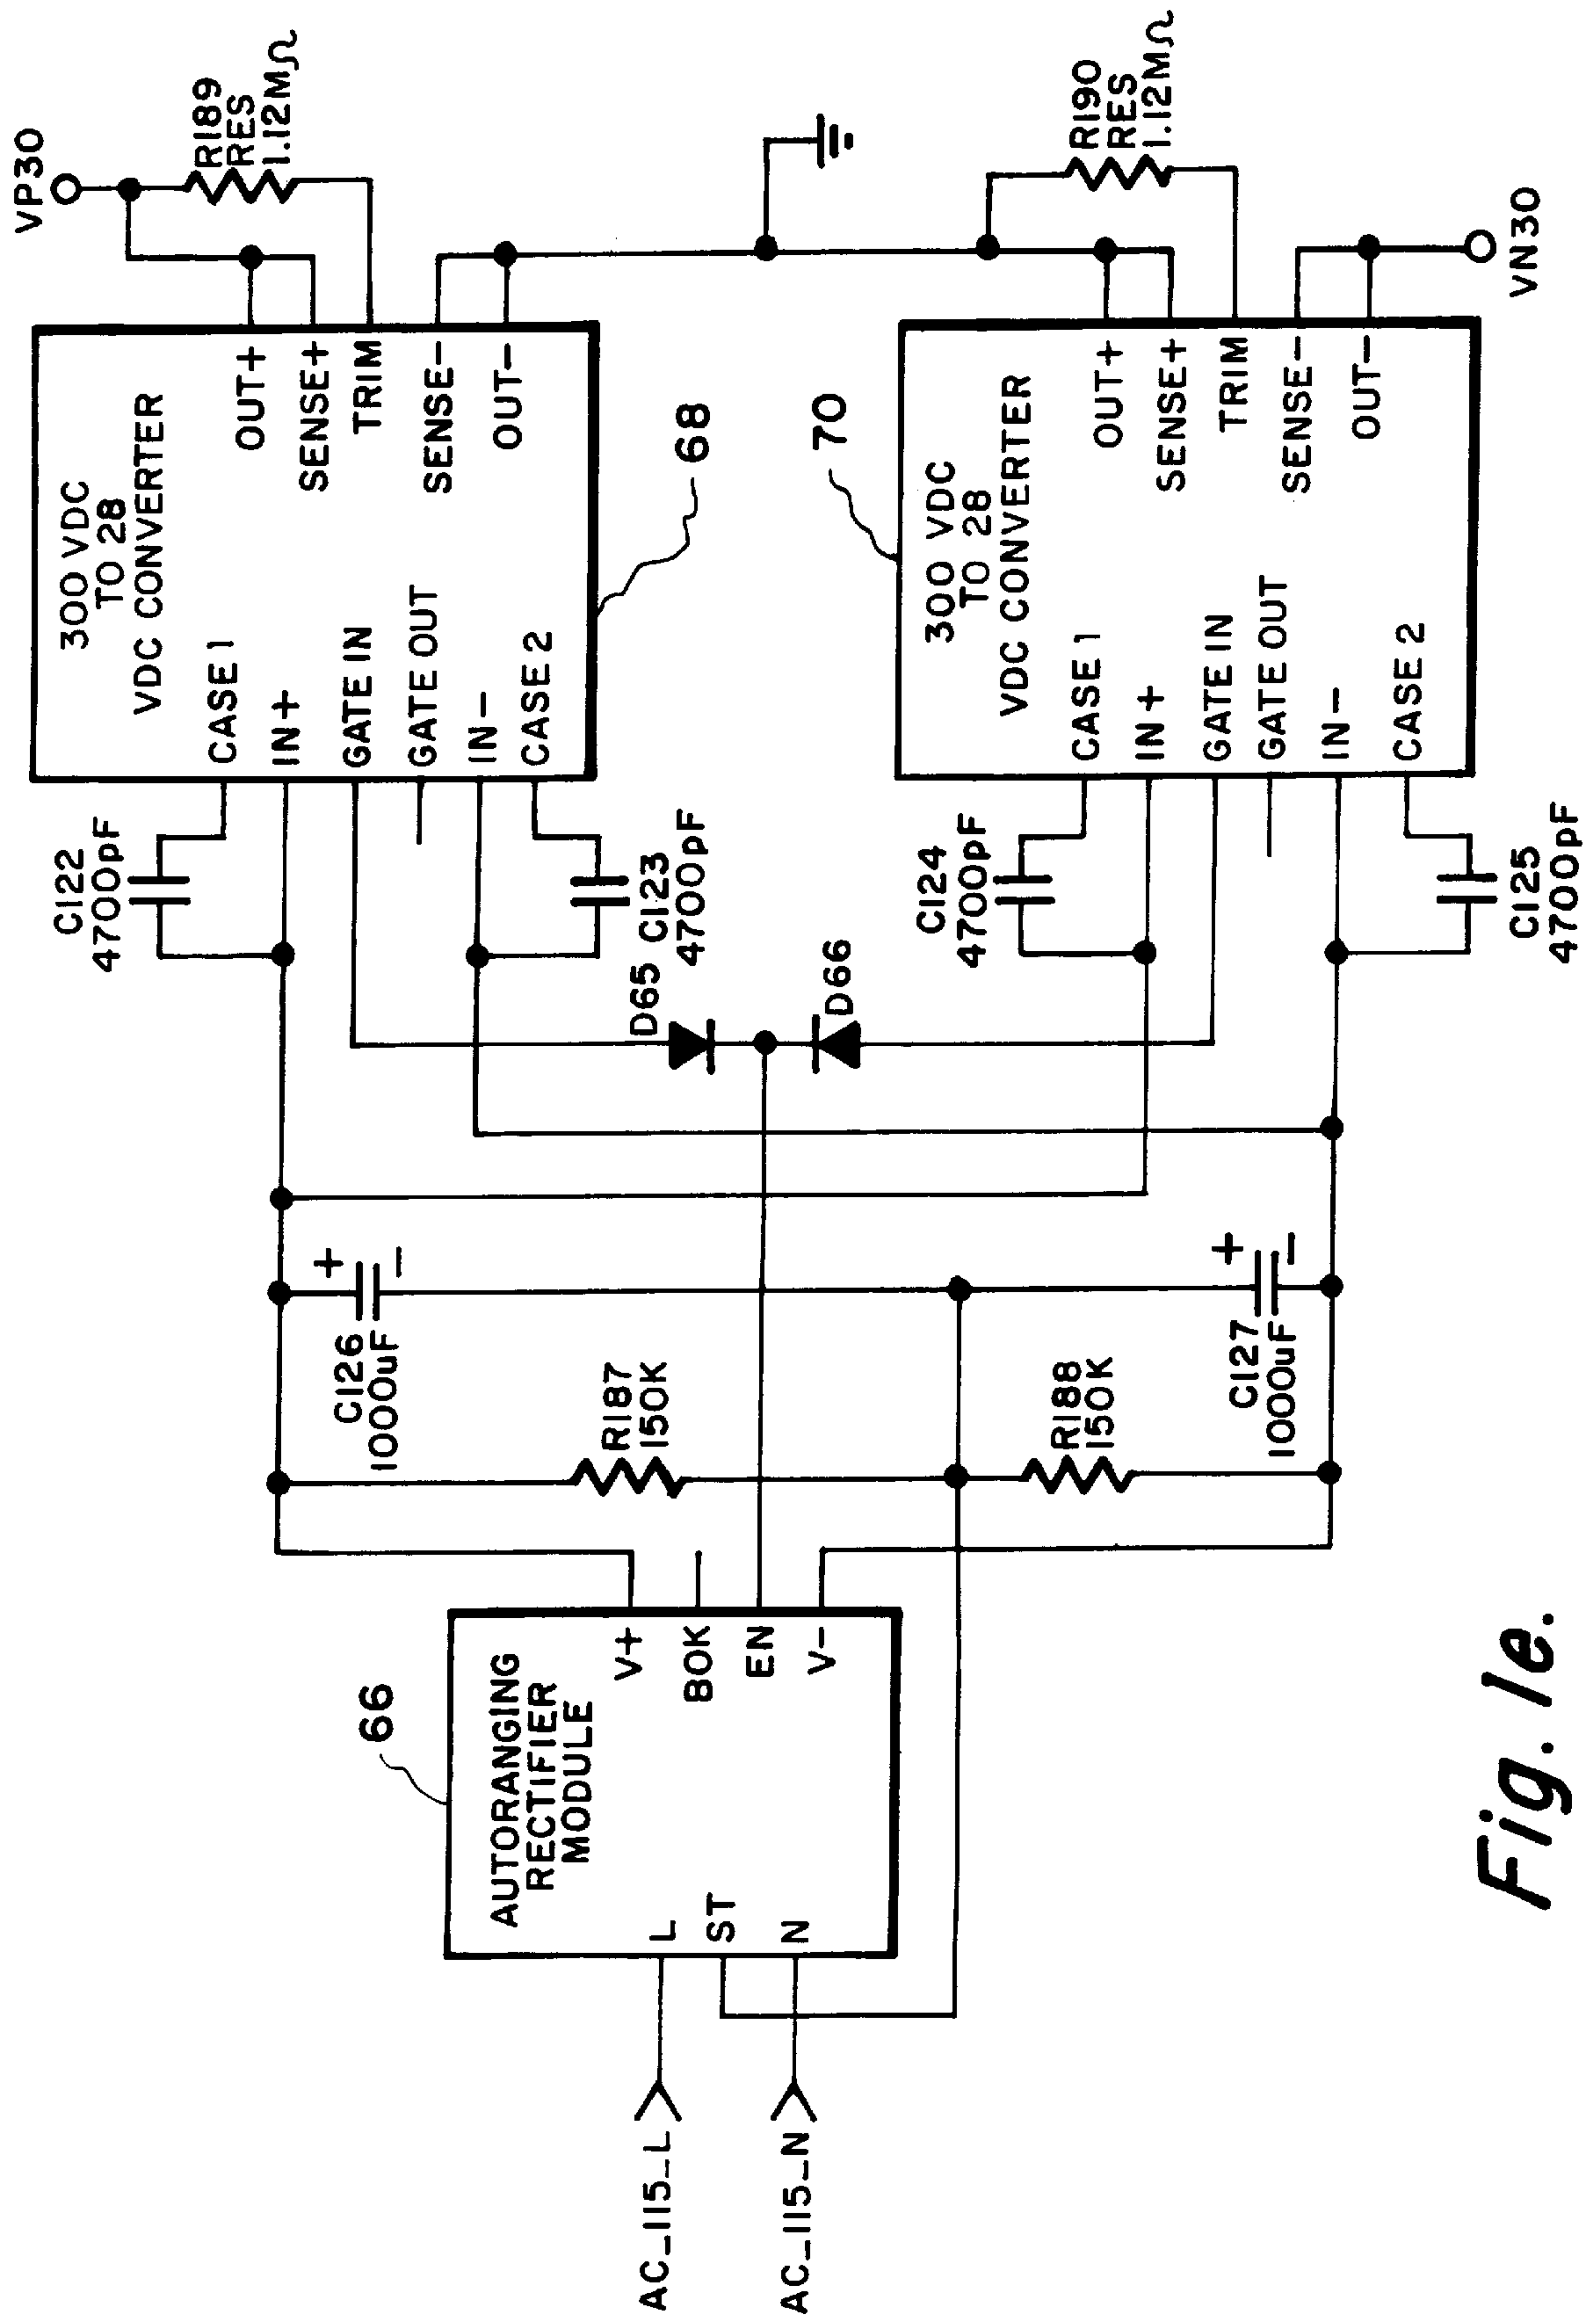 VP30
R189
RES
1.12MΩ
300 VDC
TO 28
VDC CONVERTER
OUT+
SENSE+
TRIM
SENSE-
OUT-
CASE 1
IN+
GATE IN
GATE OUT
IN-
CASE 2
C122
4700pF
C123
4700pF
68
D65
D66
70
300 VDC
TO 28
VDC CONVERTER
OUT+
SENSE+
TRIM
SENSE-
OUT-
CASE 1
IN+
GATE IN
GATE OUT
IN-
CASE 2
R190
RES
1.12MΩ
VN30
C124
4700pF
C125
4700pF
+
-
C126
1000uF
R187
150K
R188
150K
+
-
C127
1000uF
66
AUTORANGING
RECTIFIER
MODULE
V+
BOK
EN
V-
L
ST
N
AC_115_L
AC_115_N
Fig. 1e.